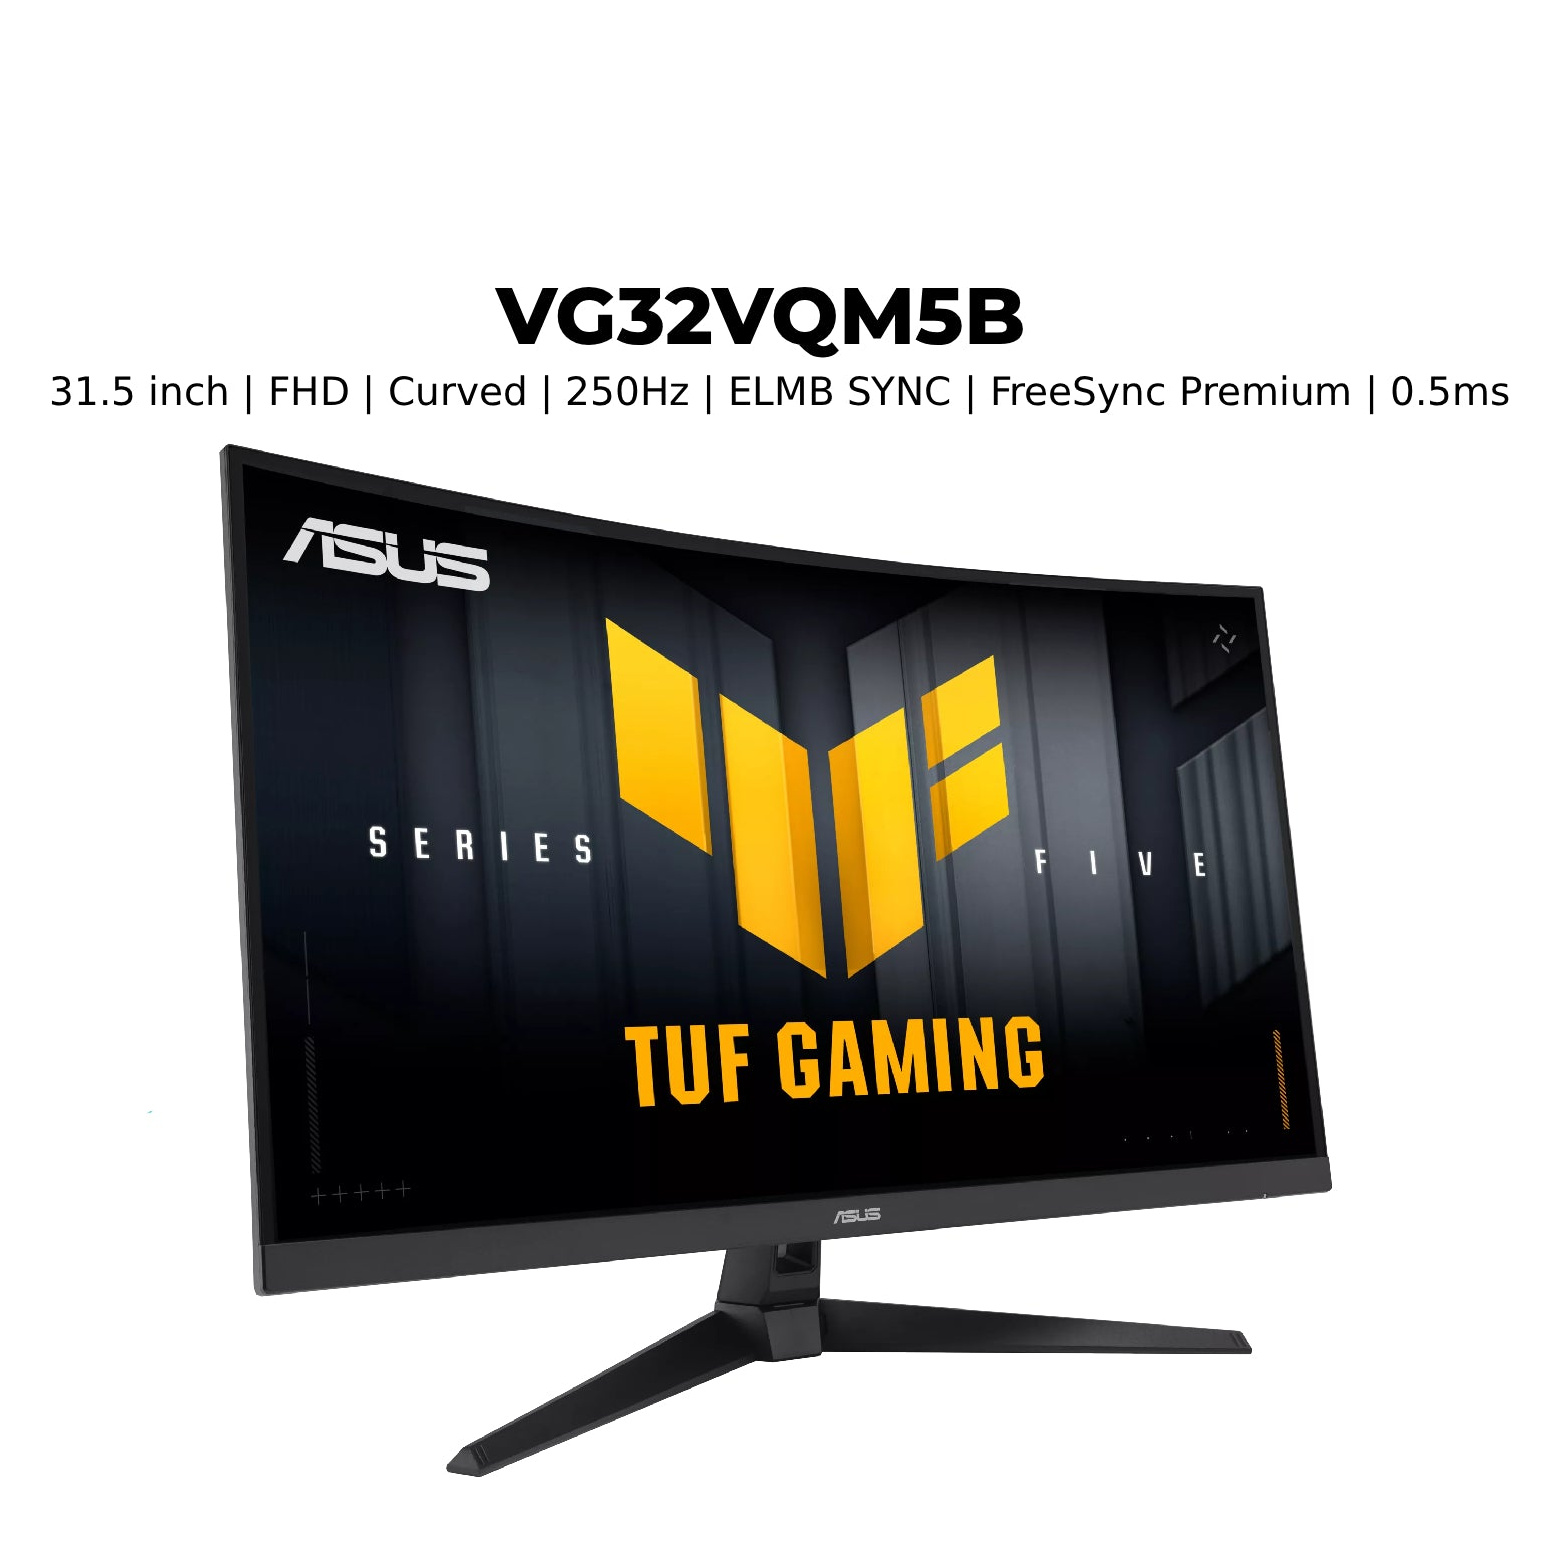 VG32VQM5B
31.5 inch | FHD | Curved | 250Hz | ELMB SYNC | FreeSync Premium | 0.5ms
ASUS
SERIES FIVE
TUF GAMING
ASUS